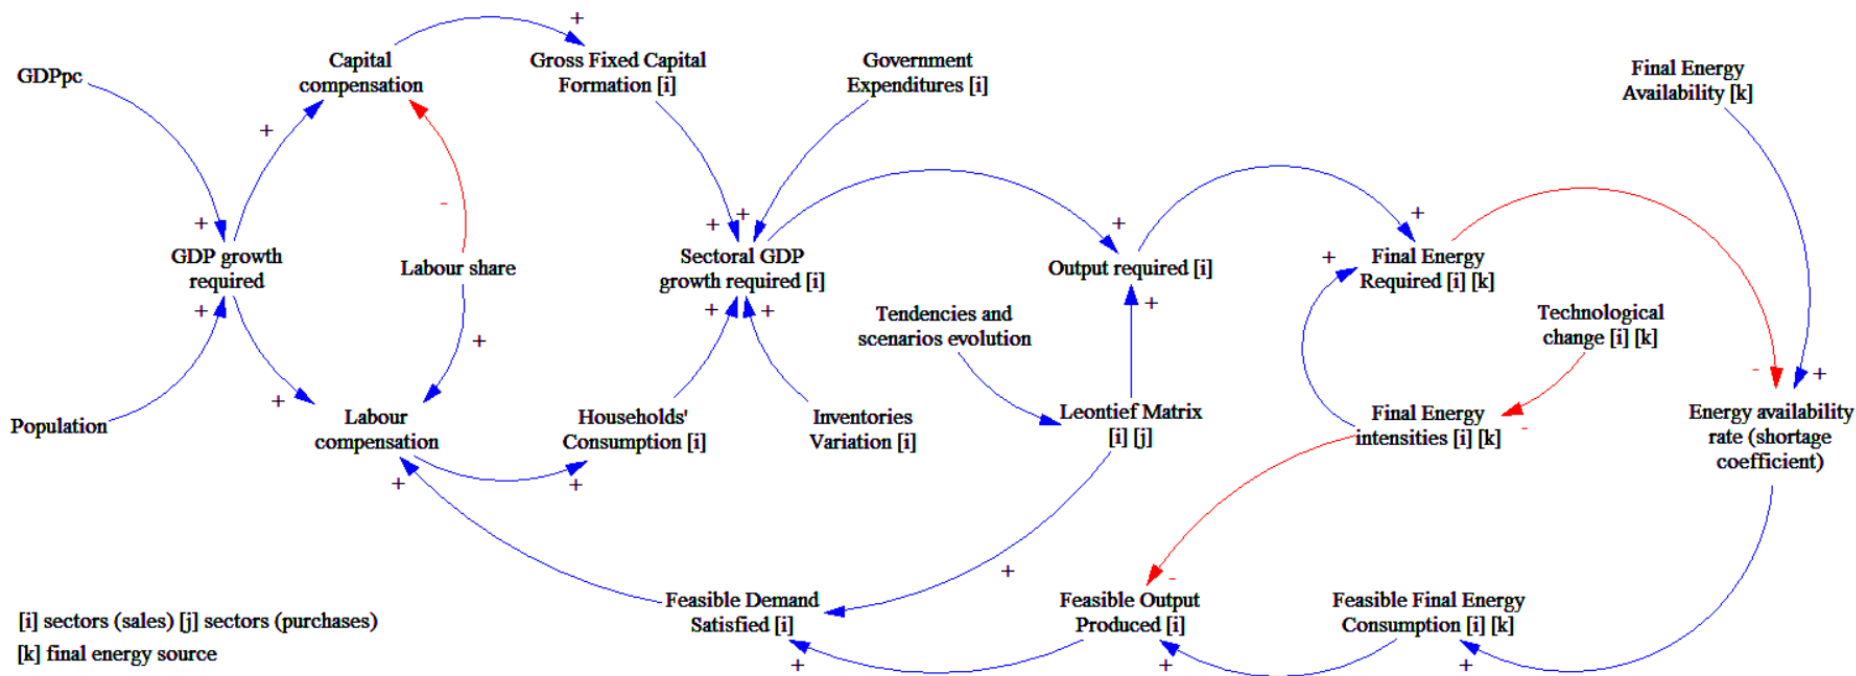 GDPpc
Capital
compensation
Gross Fixed Capital
Formation [i]
Government
Expenditures [i]
Final Energy
Availability [k]
+
+
-
+
+
+
+
+
+
GDP growth
required
Labour share
Sectoral GDP
growth required [i]
Output required [i]
Final Energy
Required [i] [k]
+
+
+
+
+
Tendencies and
scenarios evolution
Technological
change [i] [k]
+
-
+
Population
+
Labour
compensation
Households'
Consumption [i]
Inventories
Variation [i]
Leontief Matrix
[i] [j]
Final Energy
intensities [i] [k]
-
Energy availability
rate (shortage
coefficient)
+
+
+
-
Feasible Demand
Satisfied [i]
Feasible Output
Produced [i]
Feasible Final Energy
Consumption [i] [k]
+
+
+
[i] sectors (sales) [j] sectors (purchases)
[k] final energy source